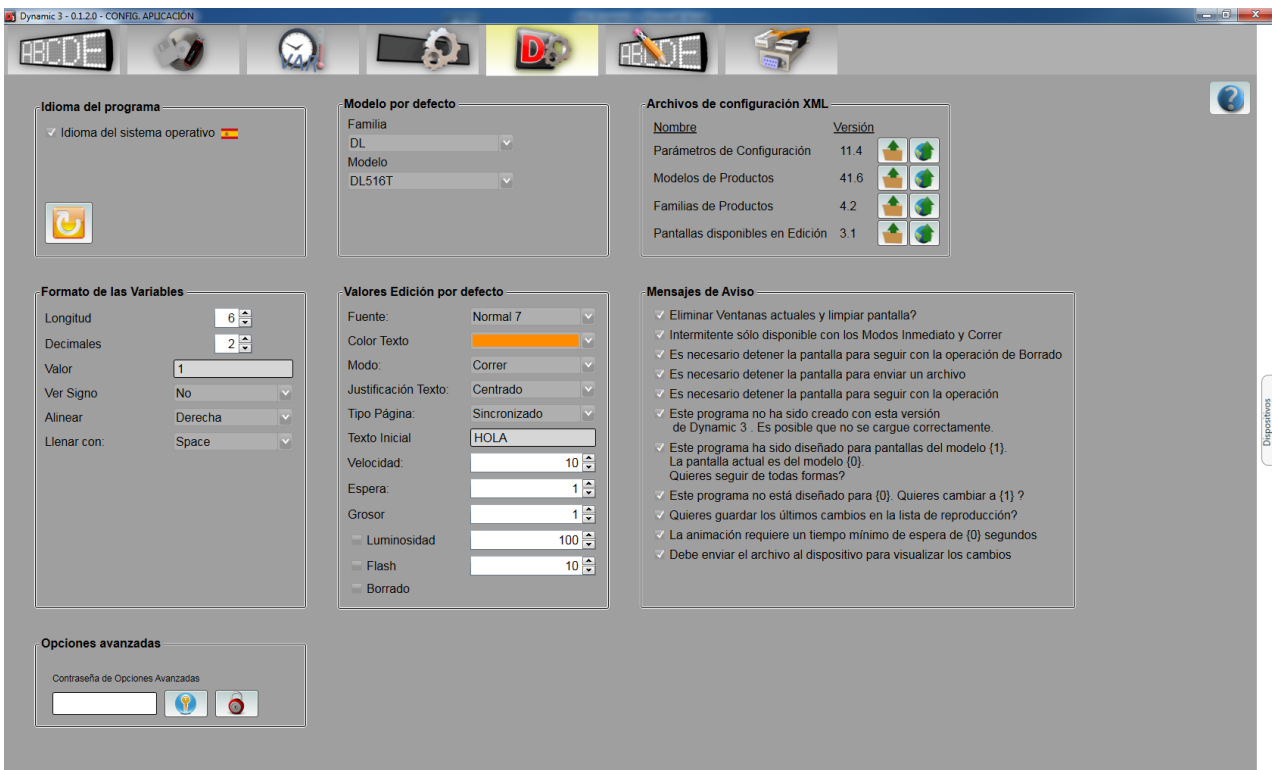 Dynamic 3 - 0.1.2.0 - CONFIG. APLICACIÓN
ABCDE
D
ABCDE
Idioma del programa
Idioma del sistema operativo
Modelo por defecto
Familia
DL
Modelo
DL516T
Archivos de configuración XML
Nombre Versión
Parámetros de Configuración 11.4
Modelos de Productos 41.6
Familias de Productos 4.2
Pantallas disponibles en Edición 3.1
Formato de las Variables
Longitud 6
Decimales 2
Valor 1
Ver Signo No
Alinear Derecha
Llenar con: Space
Valores Edición por defecto
Fuente: Normal 7
Color Texto
Modo: Correr
Justificación Texto: Centrado
Tipo Página: Sincronizado
Texto Inicial HOLA
Velocidad: 10
Espera: 1
Grosor 1
Luminosidad 100
Flash 10
Borrado
Mensajes de Aviso
Eliminar Ventanas actuales y limpiar pantalla?
Intermitente sólo disponible con los Modos Inmediato y Correr
Es necesario detener la pantalla para seguir con la operación de Borrado
Es necesario detener la pantalla para enviar un archivo
Es necesario detener la pantalla para seguir con la operación
Este programa no ha sido creado con esta versión
de Dynamic 3 . Es posible que no se cargue correctamente.
Este programa ha sido diseñado para pantallas del modelo {1}.
La pantalla actual es del modelo {0}.
Quieres seguir de todas formas?
Este programa no está diseñado para {0}. Quieres cambiar a {1} ?
Quieres guardar los últimos cambios en la lista de reproducción?
La animación requiere un tiempo mínimo de espera de {0} segundos
Debe enviar el archivo al dispositivo para visualizar los cambios
Dispositivos
Opciones avanzadas
Contraseña de Opciones Avanzadas